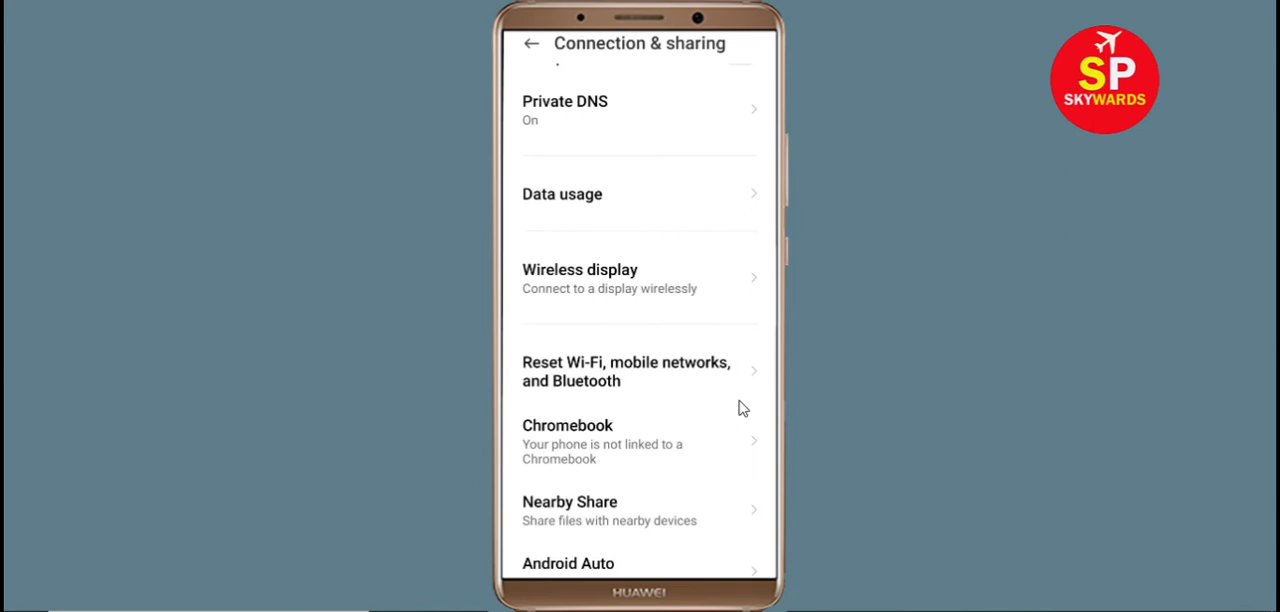 Connection & sharing
Private DNS
On
Data usage
Wireless display
Connect to a display wirelessly
Reset Wi-Fi, mobile networks,
and Bluetooth
Chromebook
Your phone is not linked to a
Chromebook
Nearby Share
Share files with nearby devices
Android Auto
HUAWEI
SP
SKYWARDS